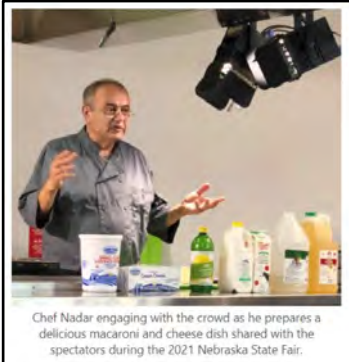 Chef Nadar engaging with the crowd as he prepares a
delicious macaroni and cheese dish shared with the
spectators during the 2021 Nebraska State Fair.